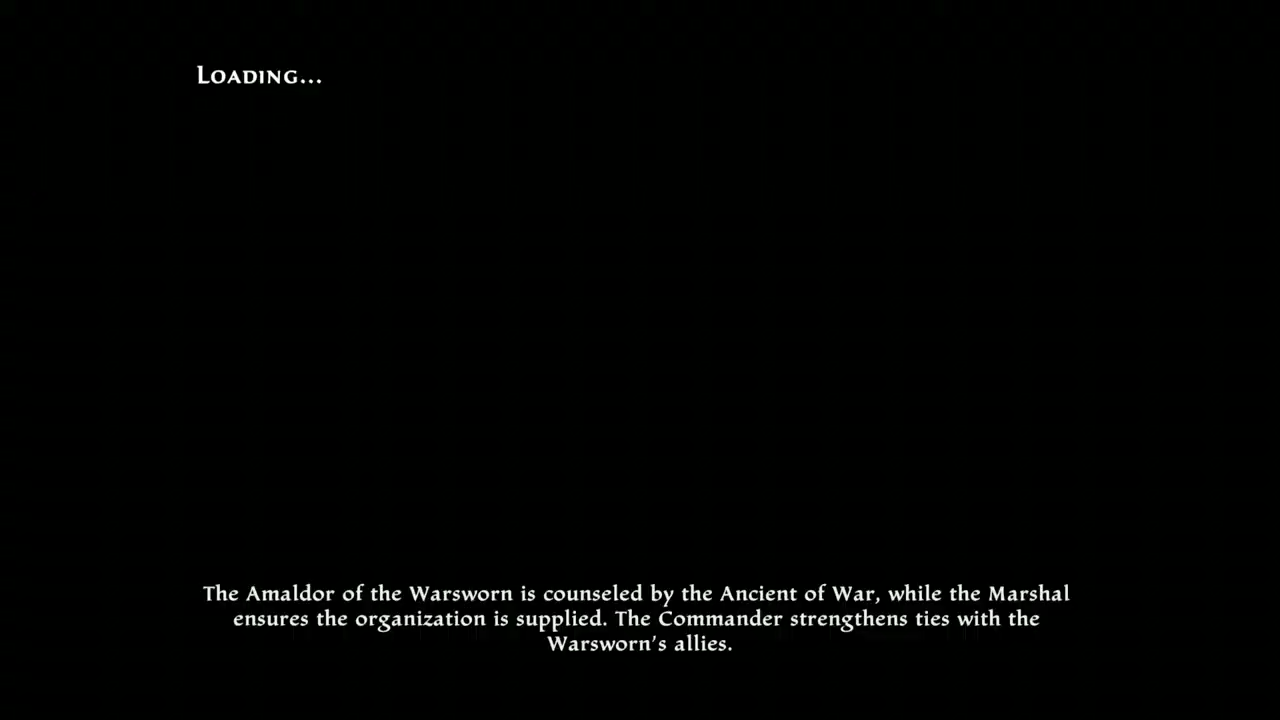 Loading...
The Amaldor of the Warsworn is counseled by the Ancient of War, while the Marshal
ensures the organization is supplied. The Commander strengthens ties with the
Warsworn's allies.